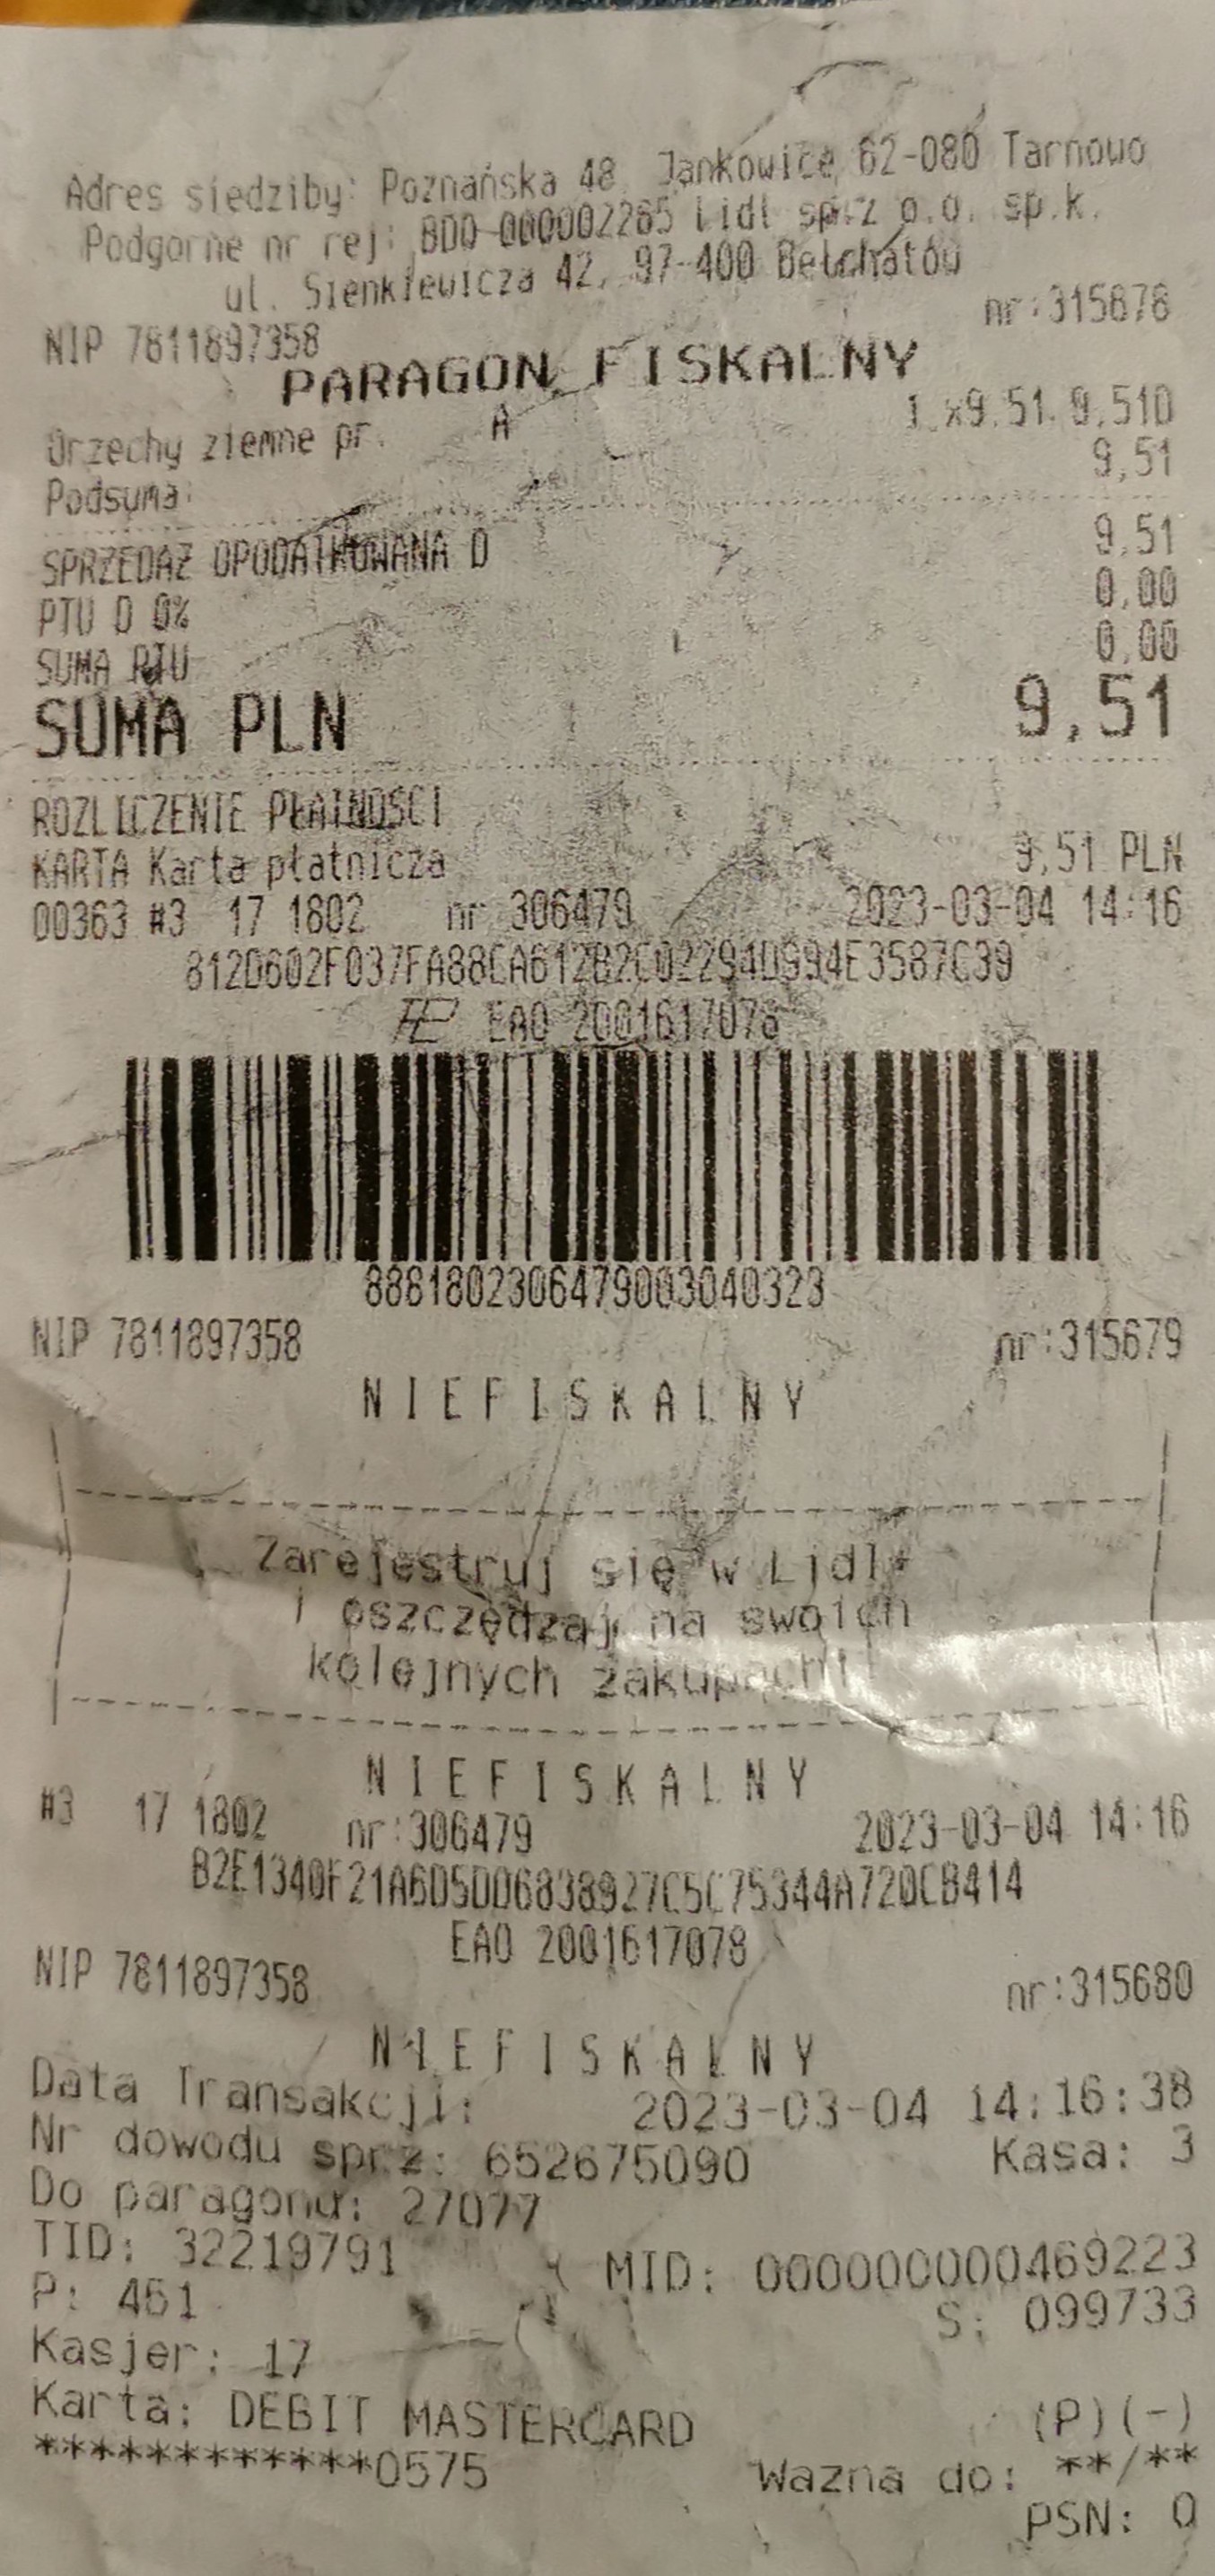 Adres siedziby: Poznańska 48, Jankowice, 62-080 Tarnowo
Podgorne nr rej: BDO 000002265 Lidl sp. z o.o. sp.k.
ul. Sienkiewicza 42, 97-400 Bełchatów
NIP 7811897358 nr:315678
PARAGON FISKALNY
Orzechy ziemne pr. A 1 x9,51 9,51D
Podsuma: 9,51
SPRZEDAŻ OPODATKOWANA D 9,51
PTU D 0% 0,00
SUMA PTU 0,00
SUMA PLN 9,51
ROZLICZENIE PŁATNOŚCI
KARTA Karta płatnicza 9,51 PLN
00363 #3 17 1802 nr 306479 2023-03-04 14:16
812D602F037FA88CA612B2C02294D994E3587C39
EAO 2001617078
8881802306479003040323
NIP 7811897358 nr:315679
NIEFISKALNY
Zarejestruj się w Lidl+
i oszczędzaj na swoich
kolejnych zakupach!
NIEFISKALNY
#3 17 1802 nr:306479 2023-03-04 14:16
B2E1340F21A6D5DD6838927C5C75344A720CB414
EAO 2001617078
NIP 7811897358 nr:315680
NIEFISKALNY
Data Transakcji: 2023-03-04 14:16:38
Nr dowodu sprz: 652675090 Kasa: 3
Do paragonu: 27077
TID: 32219791 MID: 000000000469223
P: 461 S: 099733
Kasjer: 17
Karta: DEBIT MASTERCARD (P)(-)
************0575 Wazna do: **/**
PSN: 0